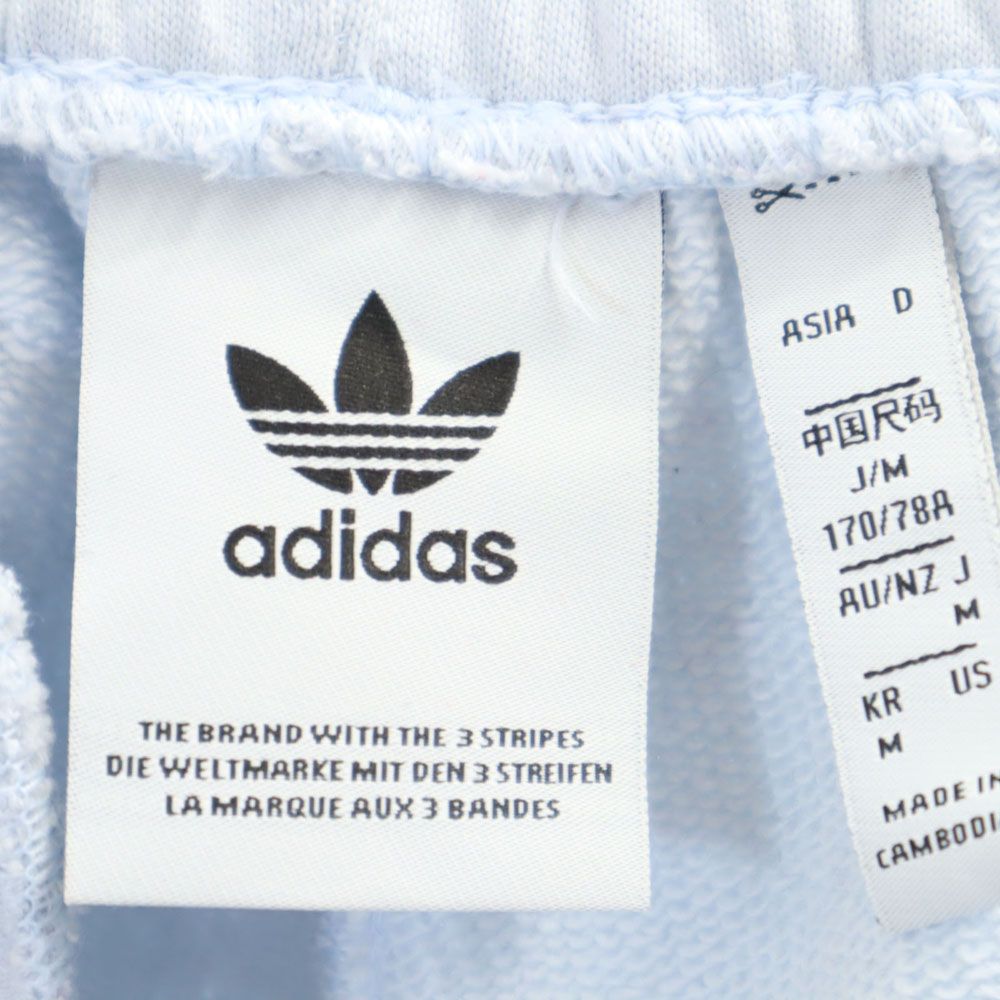 adidas
THE BRAND WITH THE 3 STRIPES
DIE WELTMARKE MIT DEN 3 STREIFEN
LA MARQUE AUX 3 BANDES
ASIA D
中国尺码
J/M
170/78A
AU/NZ J
M
KR US
M
MADE IN
CAMBODI